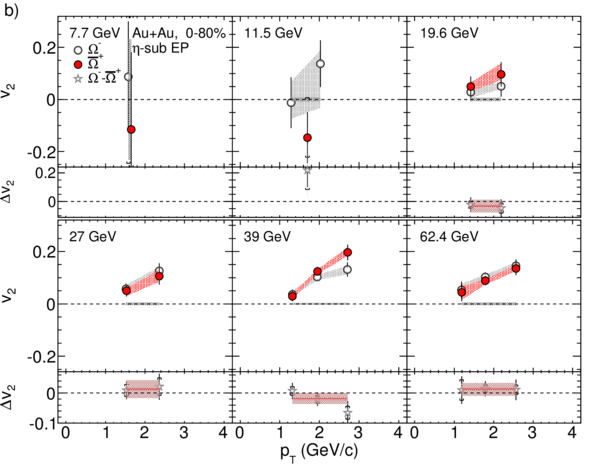 b)
7.7 GeV Au+Au, 0-80%
Ω⁻ η-sub EP
Ω̅⁺
Ω⁻-Ω̅⁺
11.5 GeV
19.6 GeV
v₂
0.2
0
-0.2
Δv₂
0.2
0
27 GeV
39 GeV
62.4 GeV
v₂
0.2
0
-0.2
Δv₂
0
-0.1
0 1 2 3 4 0 1 2 3 4 0 1 2 3 4
p_T (GeV/c)